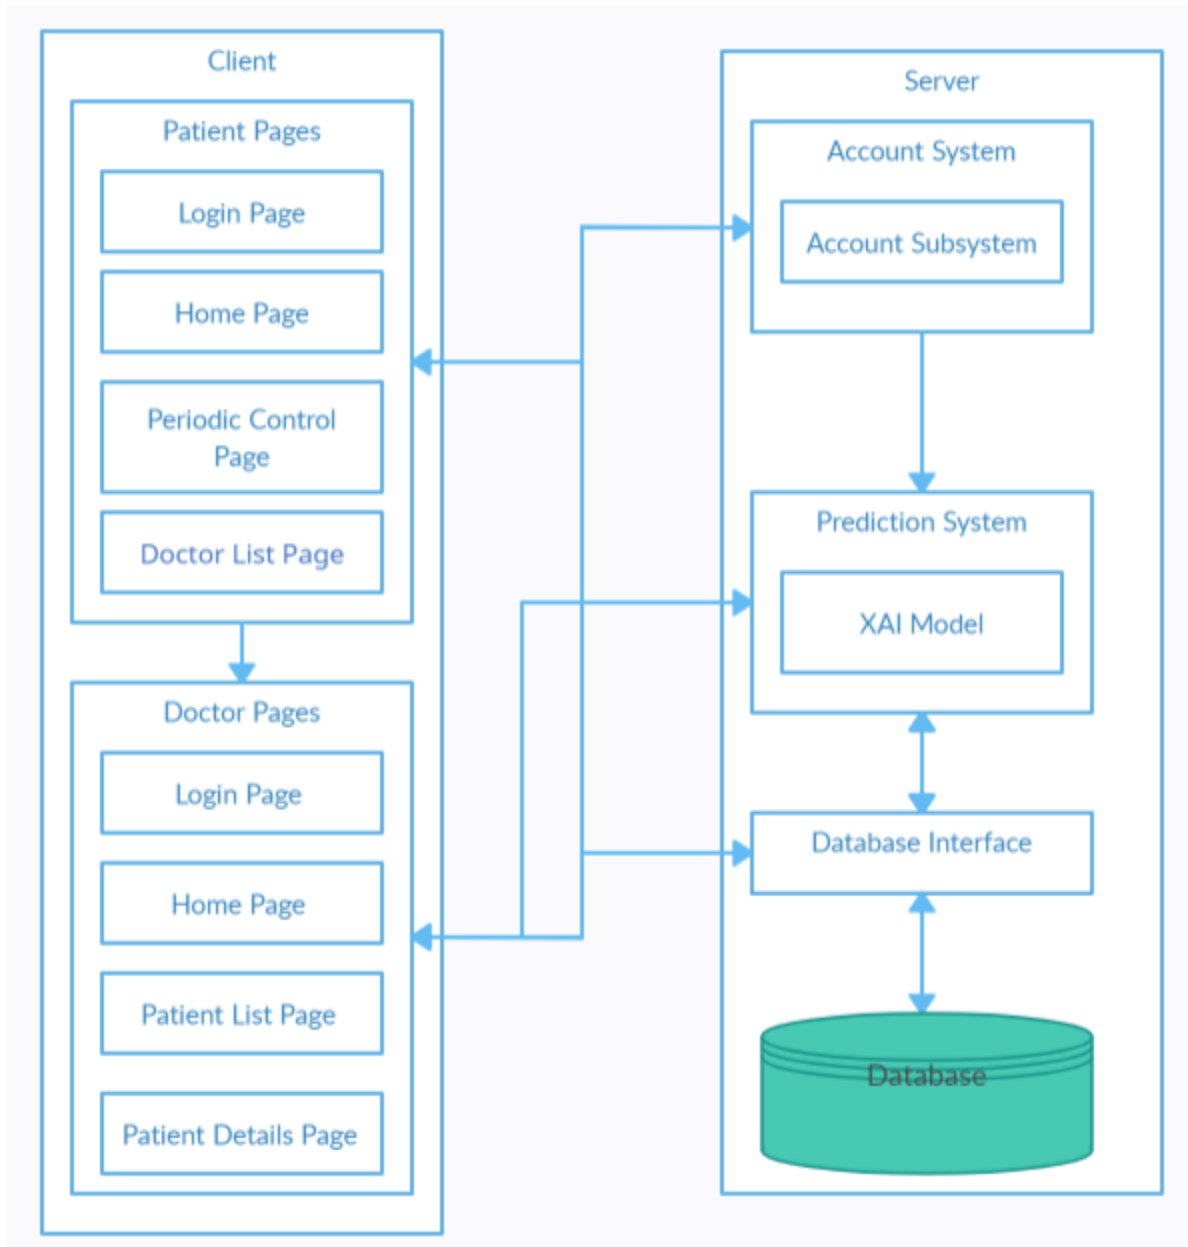 Client
Patient Pages
Login Page
Home Page
Periodic Control
Page
Doctor List Page
Doctor Pages
Login Page
Home Page
Patient List Page
Patient Details Page
Server
Account System
Account Subsystem
Prediction System
XAI Model
Database Interface
Database